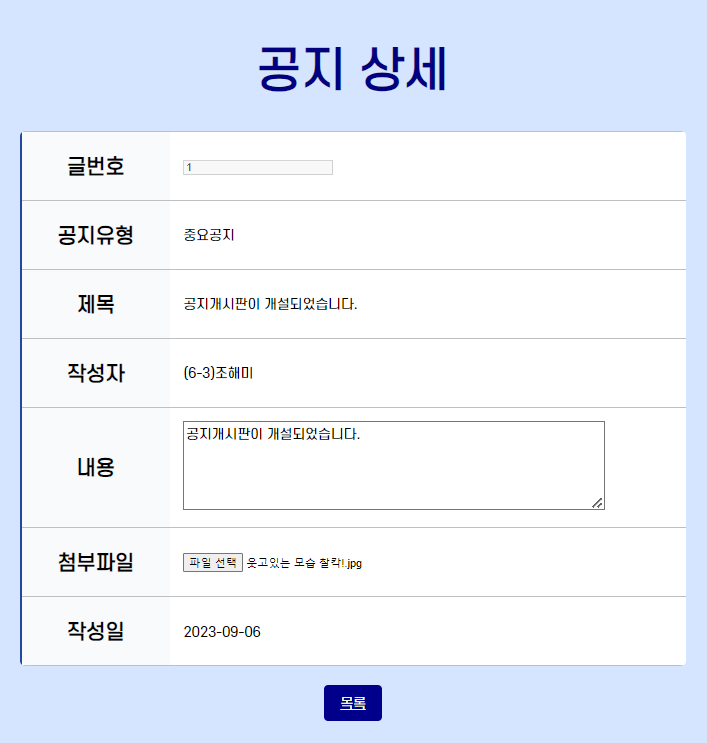 공지 상세
글번호 1
공지유형 중요공지
제목 공지개시판이 개설되었습니다.
작성자 (6-3)조해미
내용 공지개시판이 개설되었습니다.
첨부파일 파일 선택 웃고있는 모습 찰칵!.jpg
작성일 2023-09-06
목록